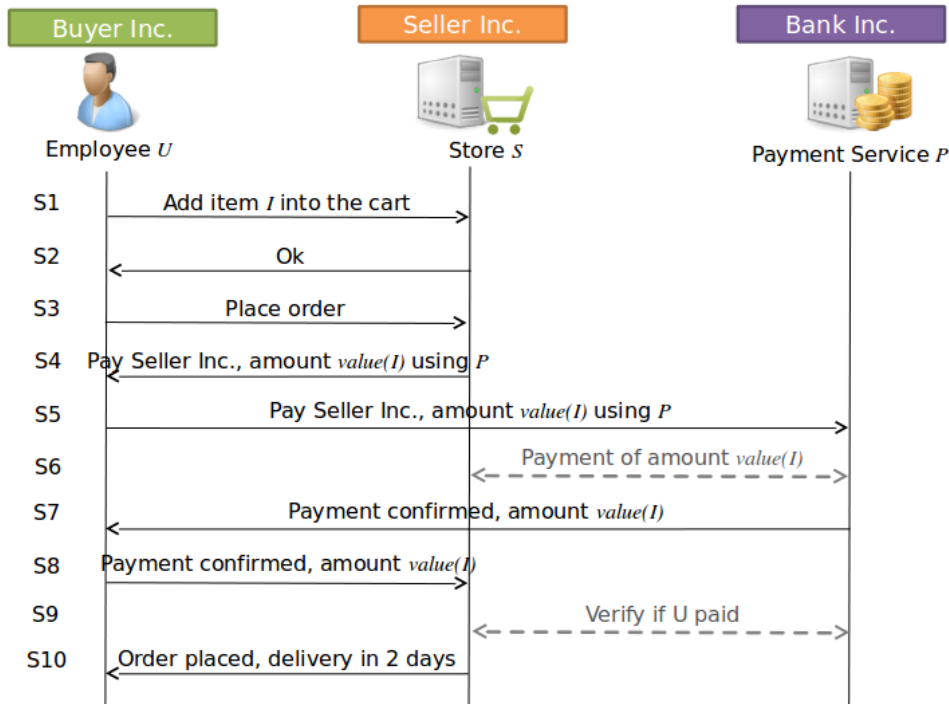 Buyer Inc.
Seller Inc.
Bank Inc.
Employee U
Store S
Payment Service P
S1
Add item I into the cart
S2
Ok
S3
Place order
S4
Pay Seller Inc., amount value(I) using P
S5
Pay Seller Inc., amount value(I) using P
S6
Payment of amount value(I)
S7
Payment confirmed, amount value(I)
S8
Payment confirmed, amount value(I)
S9
Verify if U paid
S10
Order placed, delivery in 2 days